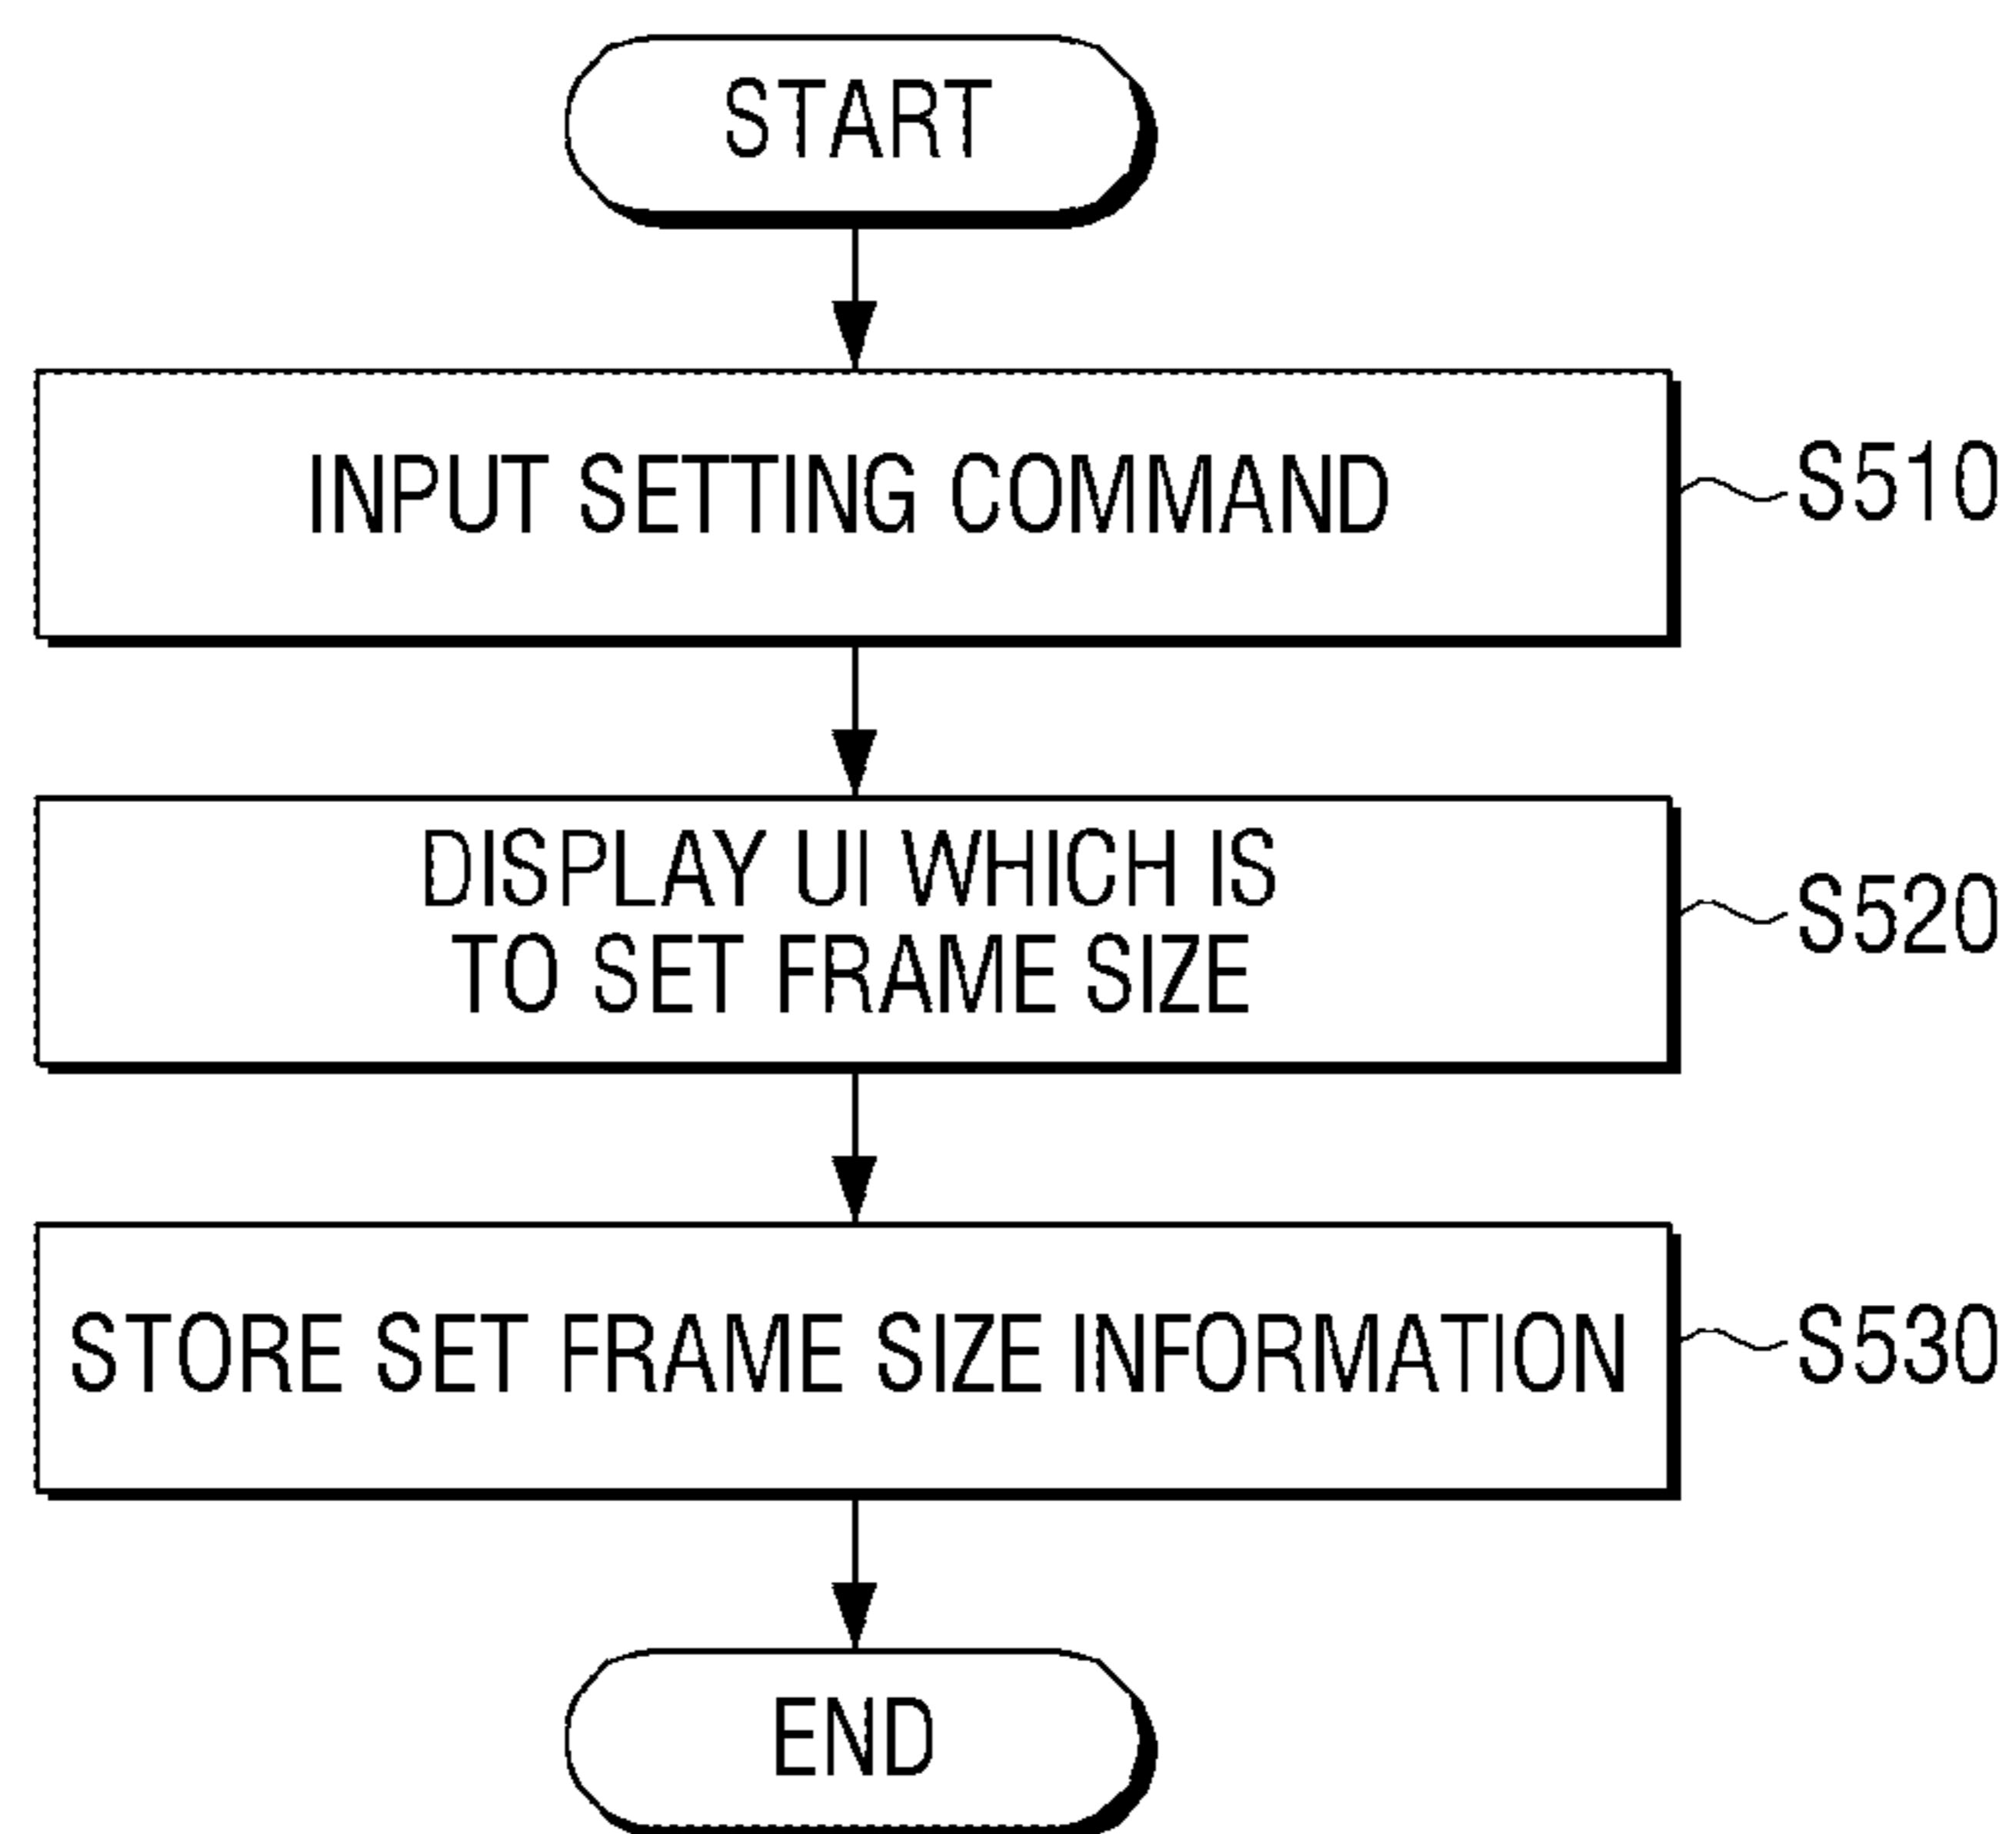 START
INPUT SETTING COMMAND
S510
DISPLAY UI WHICH IS
TO SET FRAME SIZE
S520
STORE SET FRAME SIZE INFORMATION
S530
END